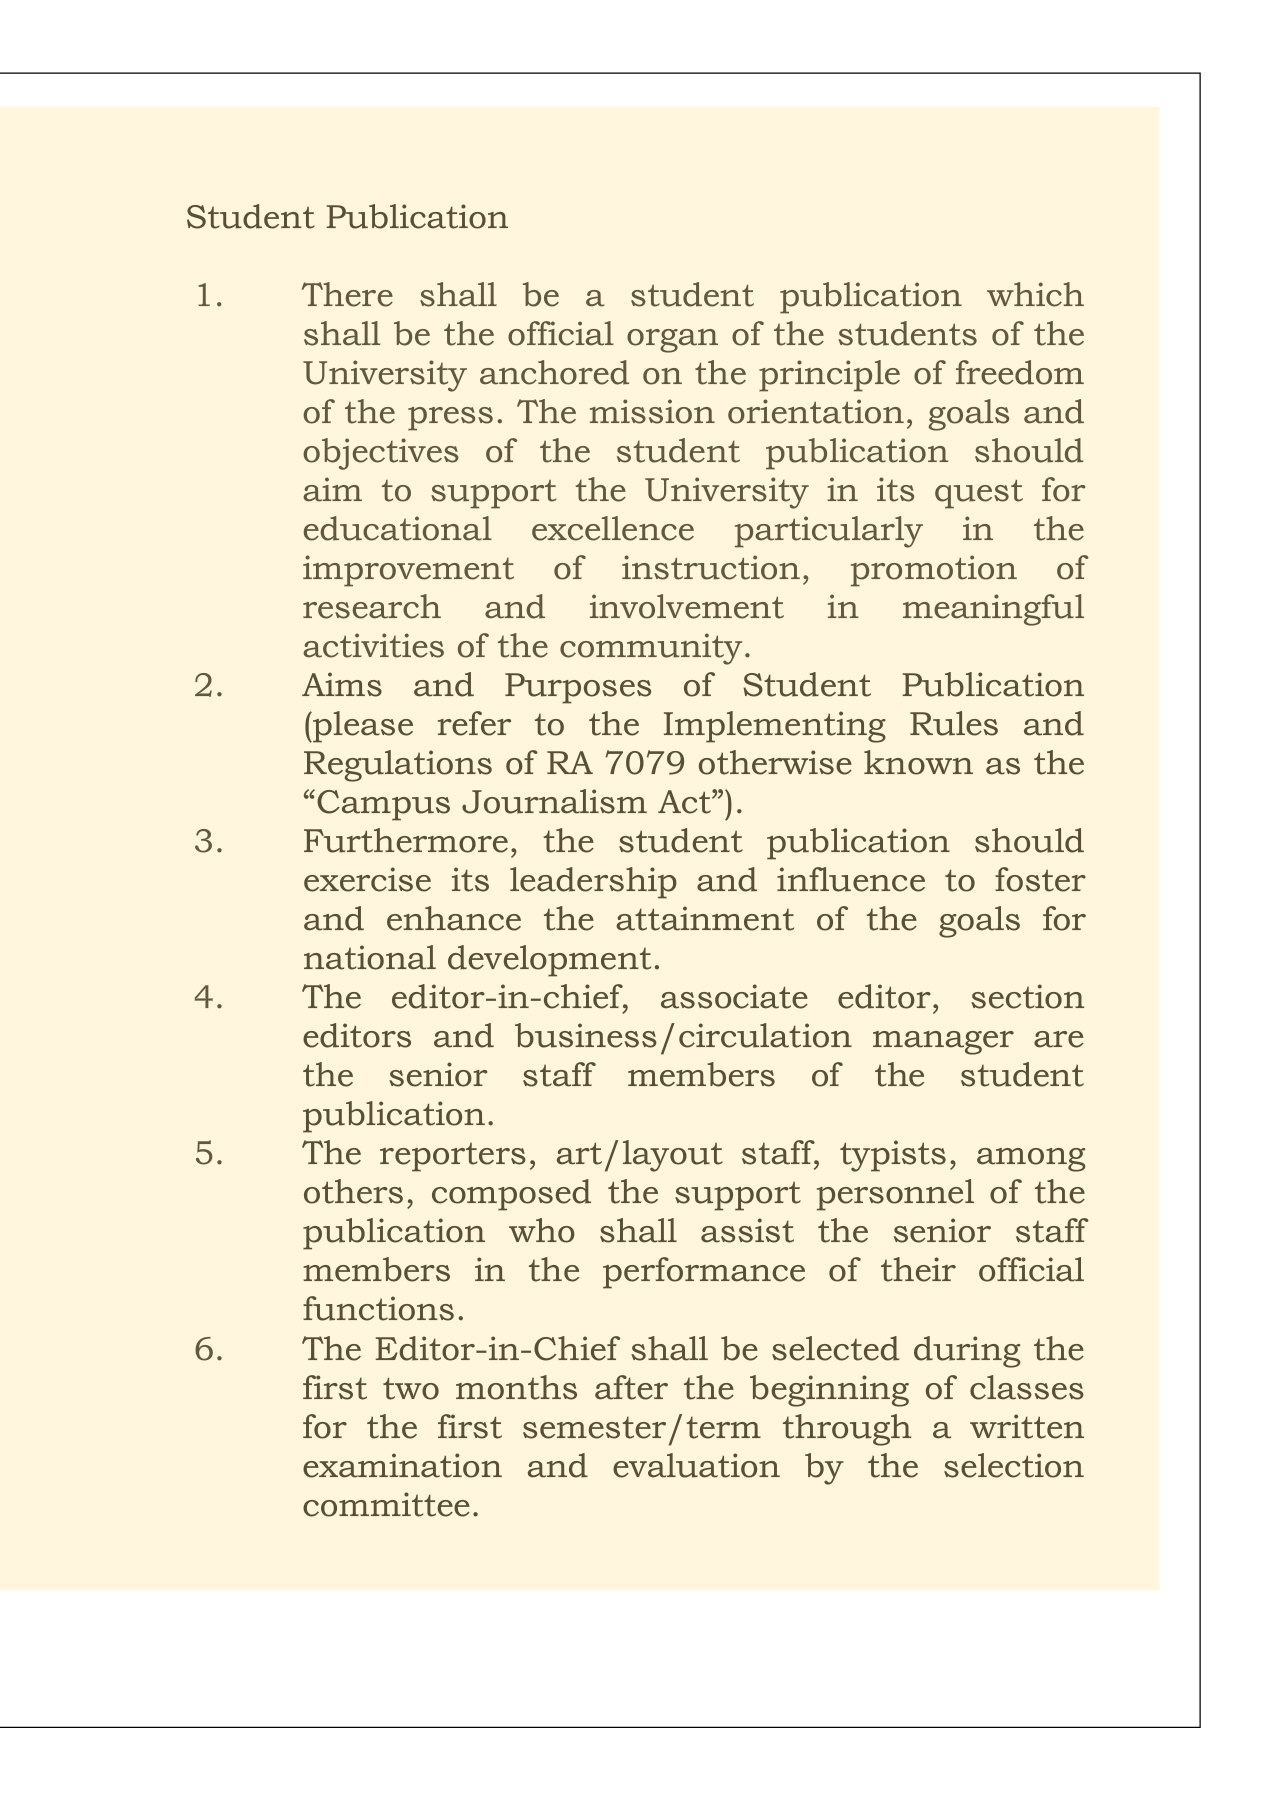 Student Publication
1. There shall be a student publication which
shall be the official organ of the students of the
University anchored on the principle of freedom
of the press. The mission orientation, goals and
objectives of the student publication should
aim to support the University in its quest for
educational excellence particularly in the
improvement of instruction, promotion of
research and involvement in meaningful
activities of the community.
2. Aims and Purposes of Student Publication
(please refer to the Implementing Rules and
Regulations of RA 7079 otherwise known as the
“Campus Journalism Act”).
3. Furthermore, the student publication should
exercise its leadership and influence to foster
and enhance the attainment of the goals for
national development.
4. The editor-in-chief, associate editor, section
editors and business/circulation manager are
the senior staff members of the student
publication.
5. The reporters, art/layout staff, typists, among
others, composed the support personnel of the
publication who shall assist the senior staff
members in the performance of their official
functions.
6. The Editor-in-Chief shall be selected during the
first two months after the beginning of classes
for the first semester/term through a written
examination and evaluation by the selection
committee.